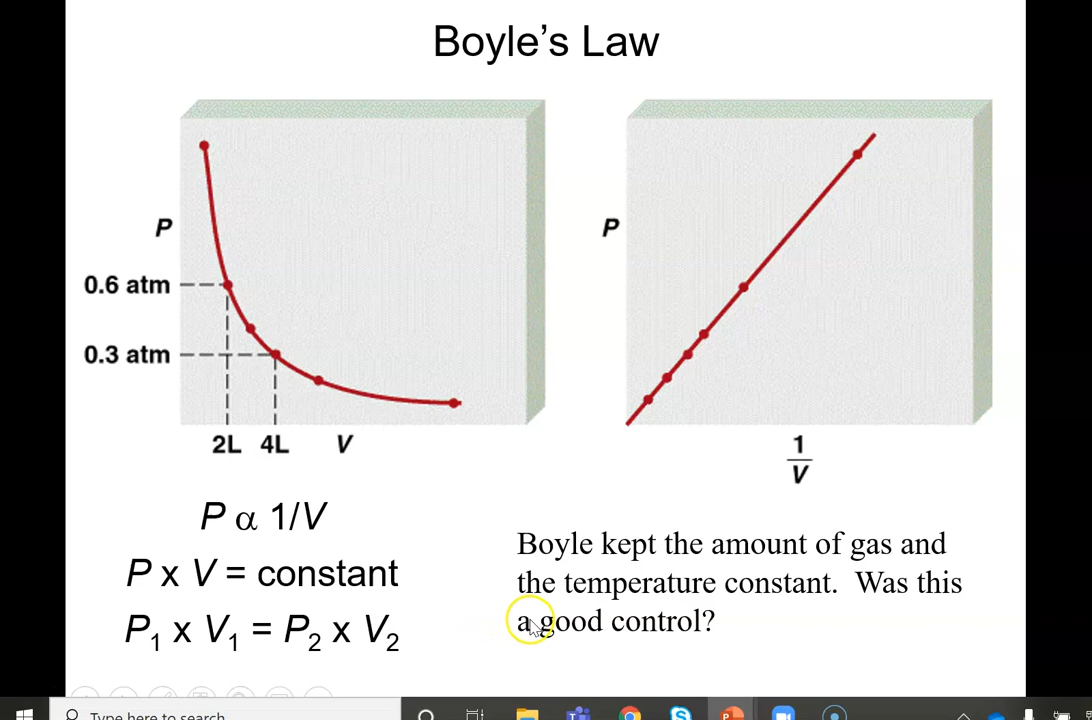 Boyle's Law
P
0.6 atm
0.3 atm
2L 4L V
P
1
V
P α 1/V
P x V = constant
P1 x V1 = P2 x V2
Boyle kept the amount of gas and
the temperature constant. Was this
a good control?
Type here to search